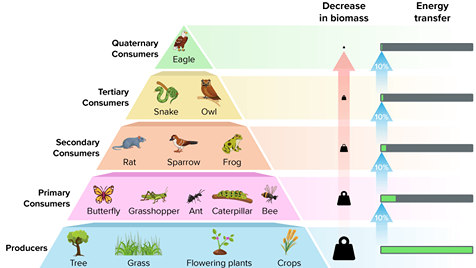 Decrease
in biomass
Energy
transfer
Quaternary
Consumers
Eagle
10%
Tertiary
Consumers
Snake
Owl
10%
Secondary
Consumers
Rat
Sparrow
Frog
10%
Primary
Consumers
Butterfly
Grasshopper
Ant
Caterpillar
Bee
10%
Producers
Tree
Grass
Flowering plants
Crops